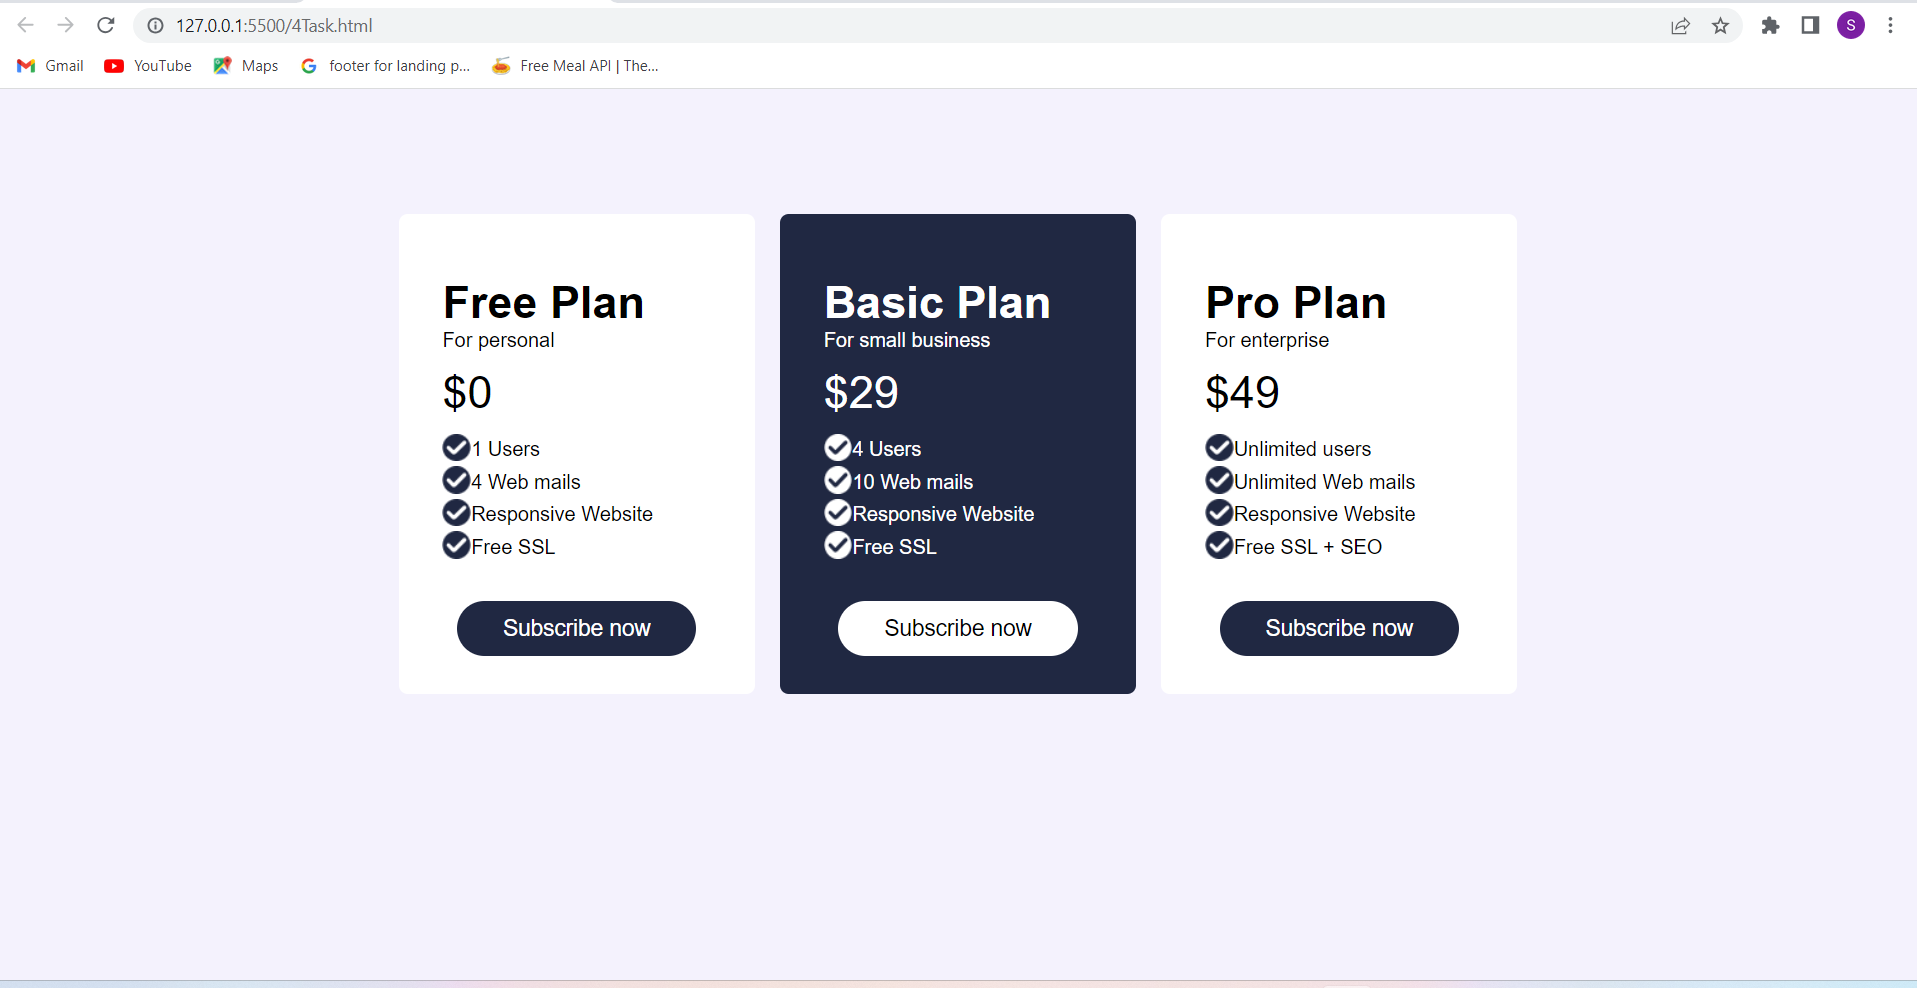 127.0.0.1:5500/4Task.html
S
Gmail
YouTube
Maps
footer for landing p...
Free Meal API | The...
Free Plan
For personal
$0
1 Users
4 Web mails
Responsive Website
Free SSL
Subscribe now
Basic Plan
For small business
$29
4 Users
10 Web mails
Responsive Website
Free SSL
Subscribe now
Pro Plan
For enterprise
$49
Unlimited users
Unlimited Web mails
Responsive Website
Free SSL + SEO
Subscribe now